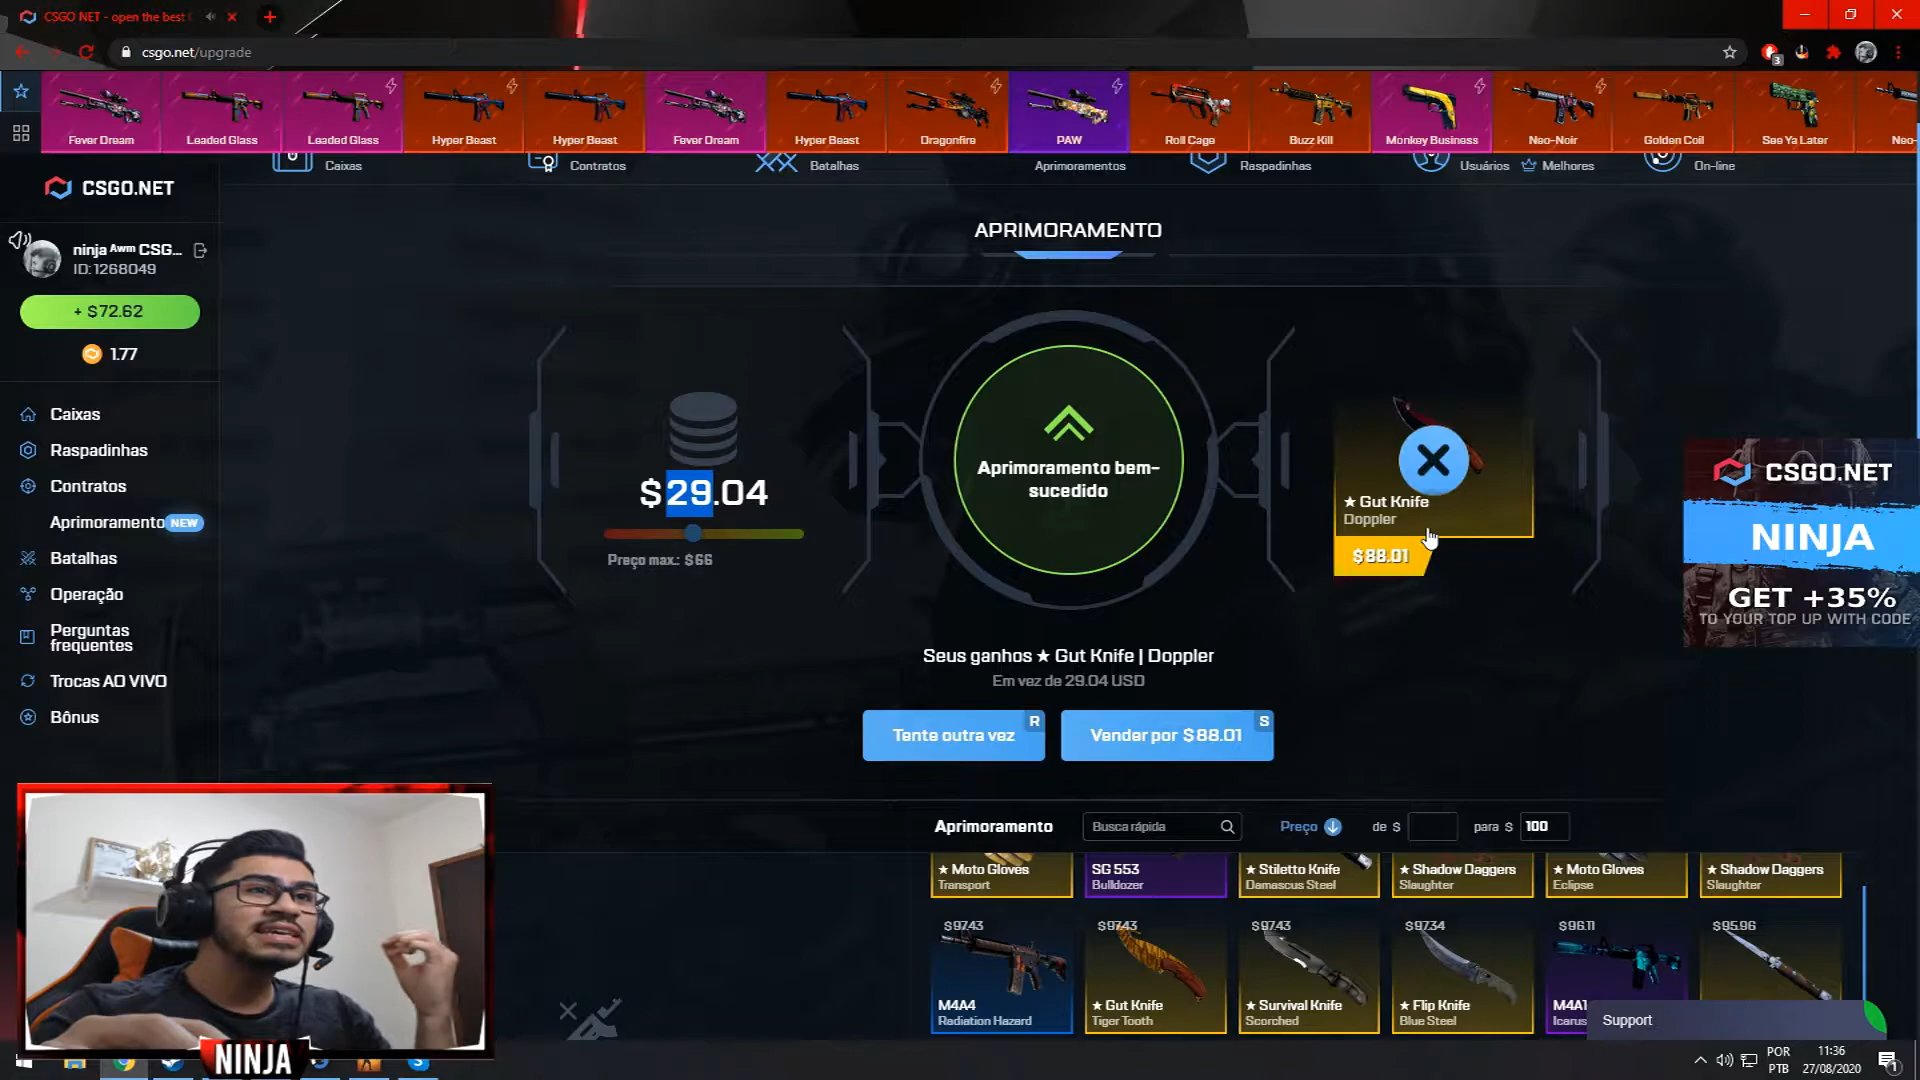 CSGO NET - open the best
csgo.net/upgrade
3
Fever Dream
Leaded Glass
Leaded Glass
Hyper Beast
Hyper Beast
Fever Dream
Hyper Beast
Dragonfire
PAW
Roll Cage
Buzz Kill
Monkey Business
Neo-Noir
Golden Coil
See Ya Later
Neo-
Caixas
Contratos
Batalhas
Aprimoramentos
Raspadinhas
Usuários
Melhores
On-line
CSGO.NET
ninja ᴬʷᵐ CSG...
ID:1268049
+ $72.62
1.77
Caixas
Raspadinhas
Contratos
Aprimoramento NEW
Batalhas
Operação
Perguntas
frequentes
Trocas AO VIVO
Bônus
APRIMORAMENTO
$29.04
Preço max.: $66
Aprimoramento bem-
sucedido
★ Gut Knife
Doppler
$88.01
Seus ganhos ★ Gut Knife | Doppler
Em vez de 29.04 USD
Tente outra vez R
Vender por $88.01 S
CSGO.NET
NINJA
GET +35%
TO YOUR TOP UP WITH CODE
Aprimoramento
Busca rápida
Preço
de $
para $ 100
★ Moto Gloves
Transport
SG 553
Bulldozer
★ Stiletto Knife
Damascus Steel
★ Shadow Daggers
Slaughter
★ Moto Gloves
Eclipse
★ Shadow Daggers
Slaughter
$97.43
M4A4
Radiation Hazard
$97.43
★ Gut Knife
Tiger Tooth
$97.43
★ Survival Knife
Scorched
$97.34
★ Flip Knife
Blue Steel
$96.11
M4A1
Icarus
$95.96
Support
NINJA
POR
PTB
11:36
27/08/2020
1